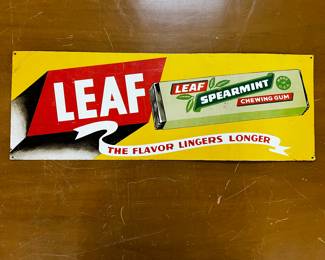 LEAF
LEAF
SPEARMINT
CHEWING GUM
THE FLAVOR LINGERS LONGER